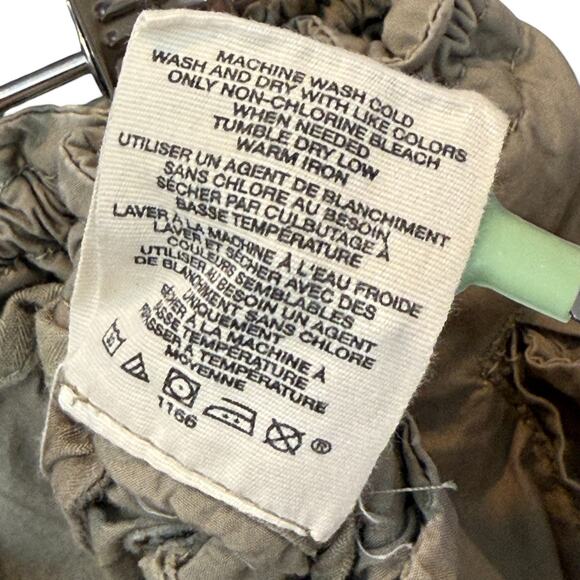 MACHINE WASH COLD
WASH AND DRY WITH LIKE COLORS
ONLY NON-CHLORINE BLEACH
WHEN NEEDED
TUMBLE DRY LOW
WARM IRON
UTILISER UN AGENT DE BLANCHIMENT
SANS CHLORE AU BESOIN
SÉCHER PAR CULBUTAGE À
BASSE TEMPÉRATURE
LAVER À LA MACHINE À L'EAU FROIDE
LAVER ET SÉCHER AVEC DES
COULEURS SEMBLABLES
UTILISER AU BESOIN UN AGENT
DE BLANCHIMENT SANS CHLORE
UNIQUEMENT
SÉCHER À LA MACHINE À
BASSE TEMPÉRATURE
REPASSER TEMPÉRATURE
MOYENNE
®
1166